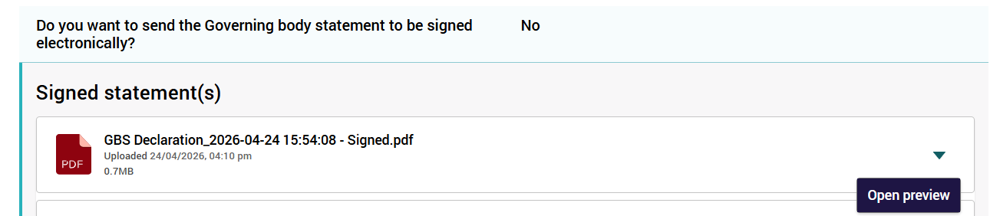 Do you want to send the Governing body statement to be signed
electronically?
No
Signed statement(s)
PDF
GBS Declaration_2026-04-24 15:54:08 - Signed.pdf
Uploaded 24/04/2026, 04:10 pm
0.7MB
Open preview